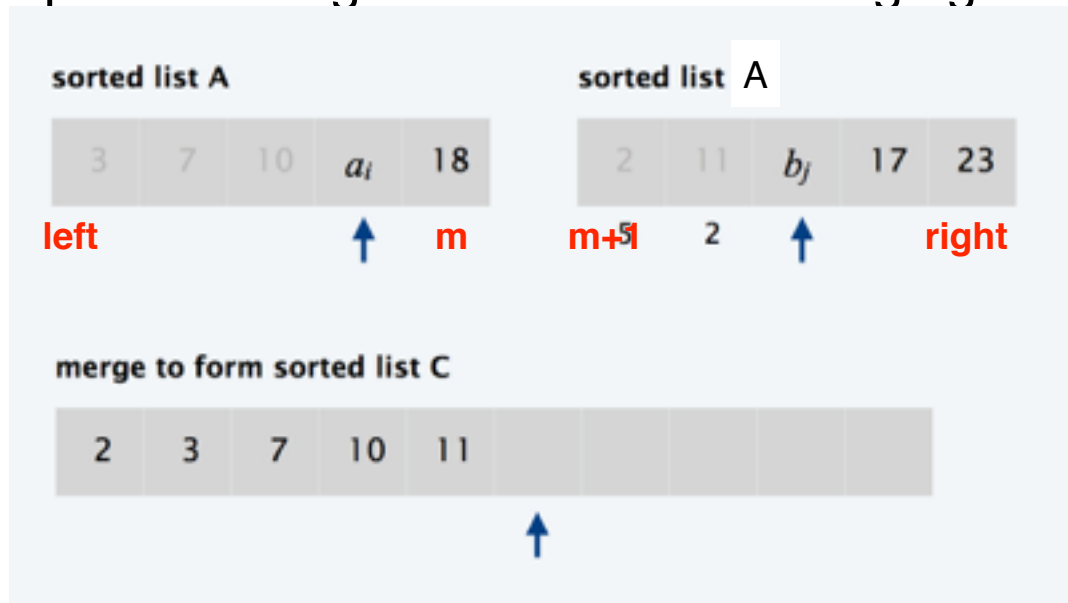 sorted list A sorted list A
3 7 10 aᵢ 18 2 11 bⱼ 17 23
left m m+1 5 2 right
merge to form sorted list C
2 3 7 10 11